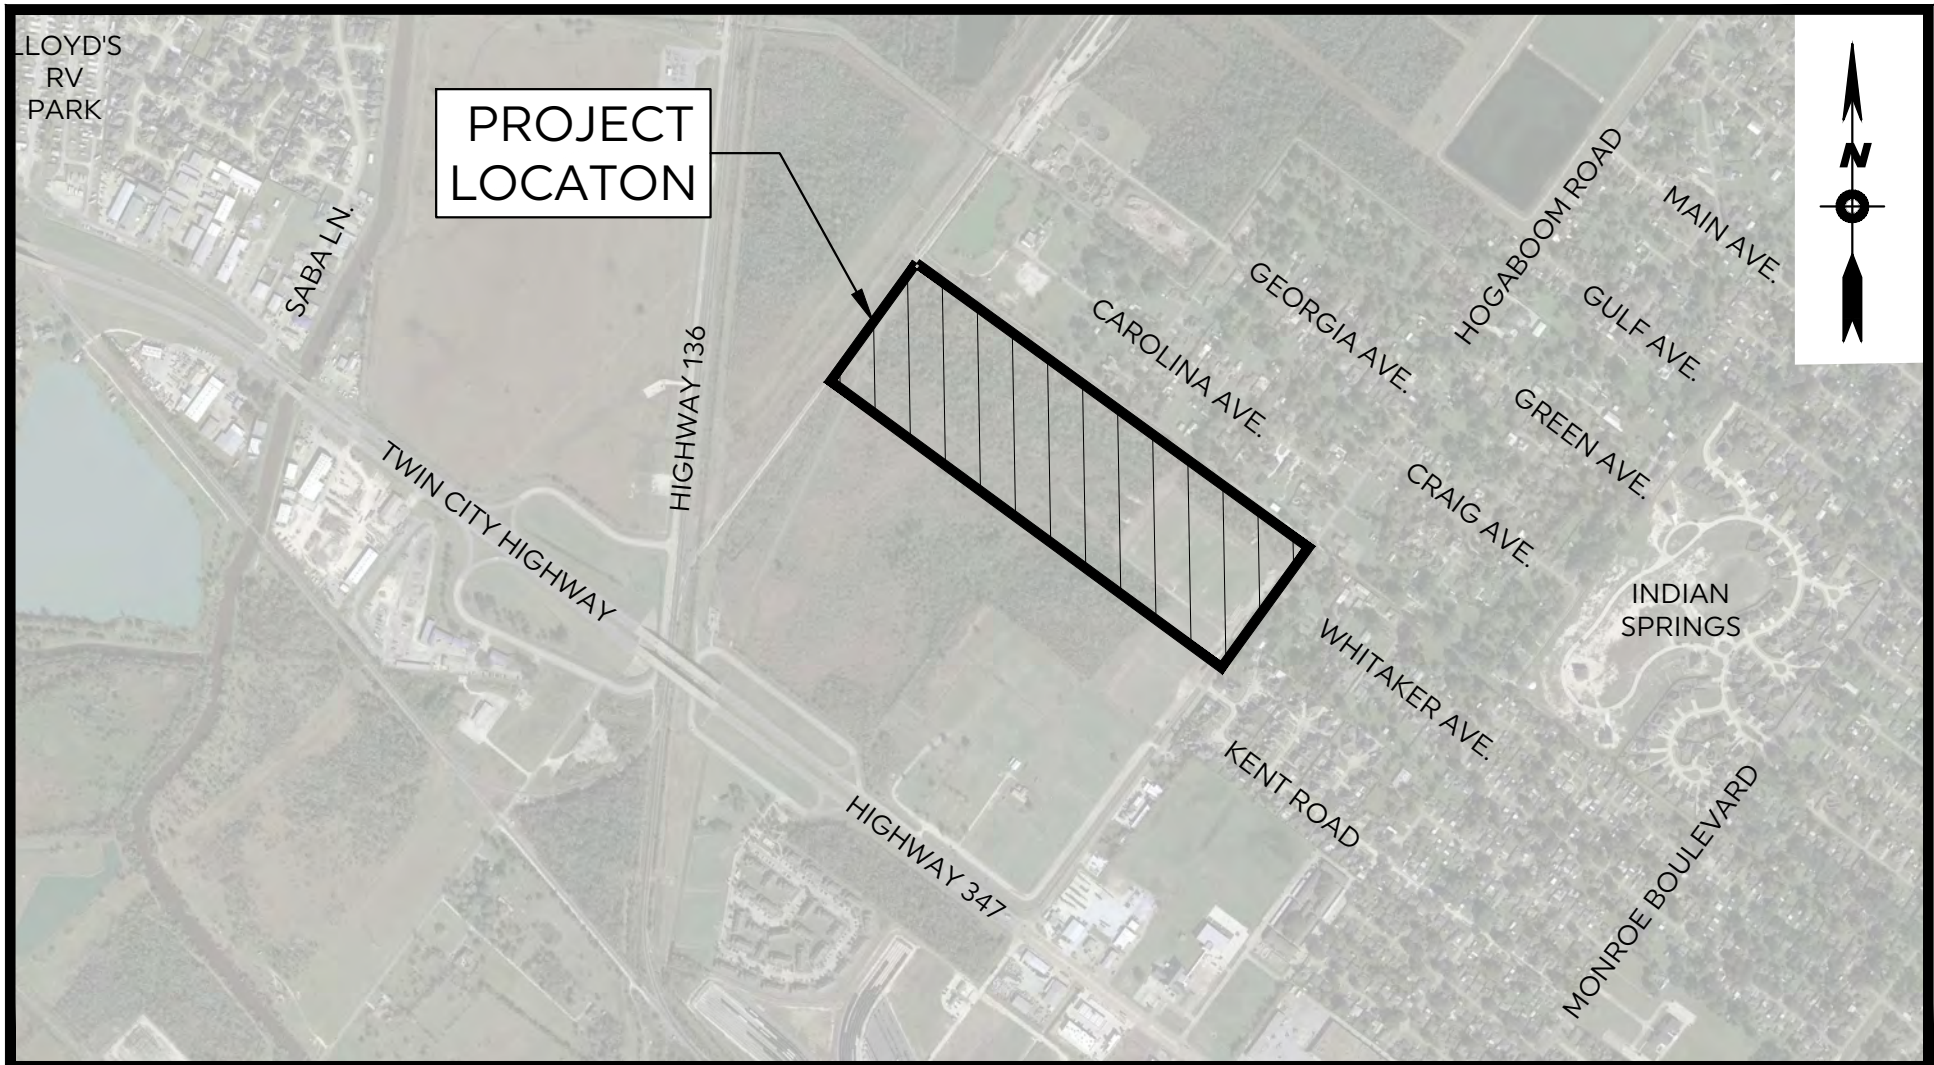 LLOYD'S
RV
PARK
PROJECT
LOCATON
N
SABA LN.
HIGHWAY 136
TWIN CITY HIGHWAY
HIGHWAY 347
CAROLINA AVE.
GEORGIA AVE.
HOGABOOM ROAD
MAIN AVE.
GULF AVE.
GREEN AVE.
CRAIG AVE.
INDIAN
SPRINGS
WHITAKER AVE.
KENT ROAD
MONROE BOULEVARD